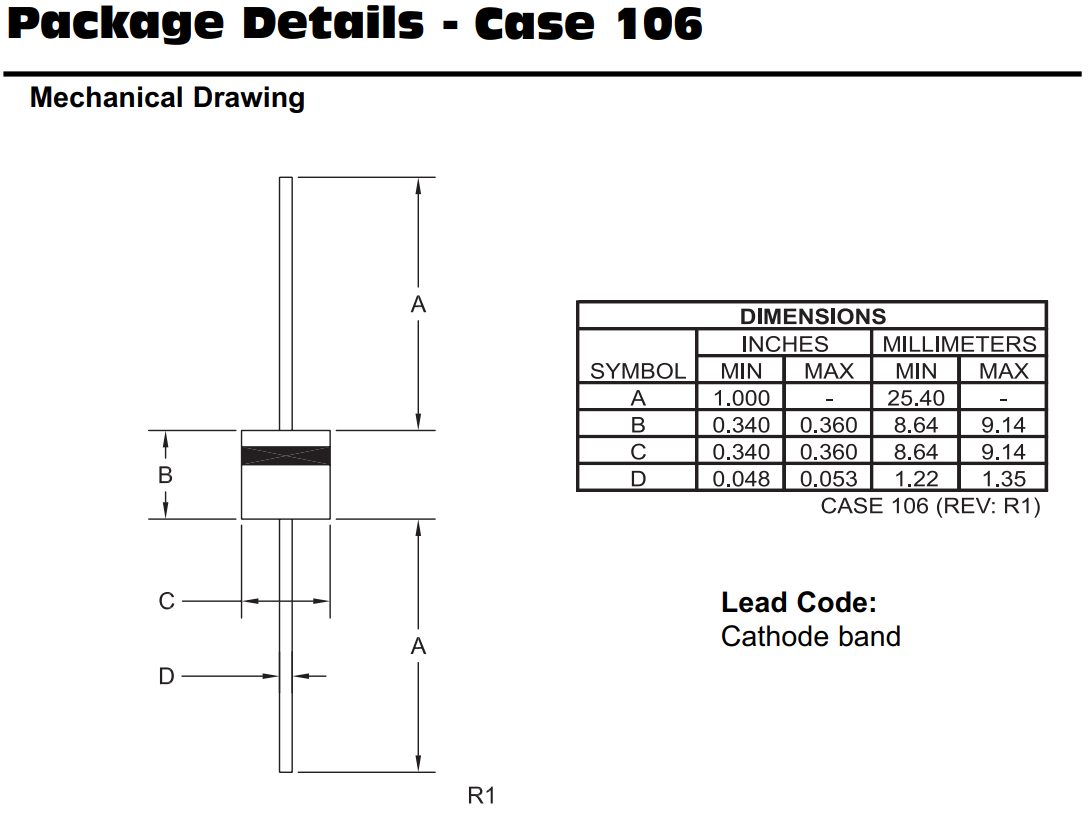 Package Details - Case 106
Mechanical Drawing
A
B
C
A
D
R1
DIMENSIONS
INCHES MILLIMETERS
SYMBOL MIN MAX MIN MAX
A 1.000 - 25.40 -
B 0.340 0.360 8.64 9.14
C 0.340 0.360 8.64 9.14
D 0.048 0.053 1.22 1.35
CASE 106 (REV: R1)
Lead Code:
Cathode band